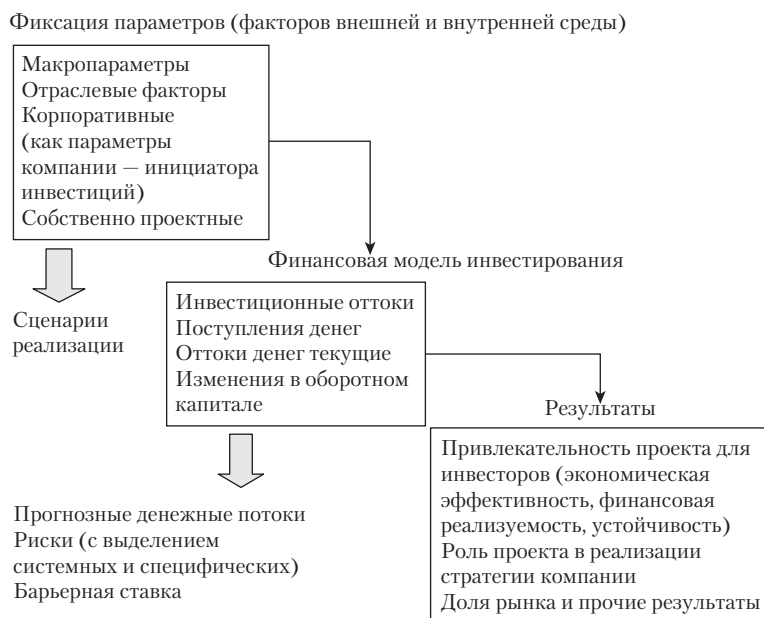 Фиксация параметров (факторов внешней и внутренней среды)
Макропараметры
Отраслевые факторы
Корпоративные
(как параметры
компании — инициатора
инвестиций)
Собственно проектные
Сценарии
реализации
Финансовая модель инвестирования
Инвестиционные оттоки
Поступления денег
Оттоки денег текущие
Изменения в оборотном
капитале
Прогнозные денежные потоки
Риски (с выделением
системных и специфических)
Барьерная ставка
Результаты
Привлекательность проекта для
инвесторов (экономическая
эффективность, финансовая
реализуемость, устойчивость)
Роль проекта в реализации
стратегии компании
Доля рынка и прочие результаты